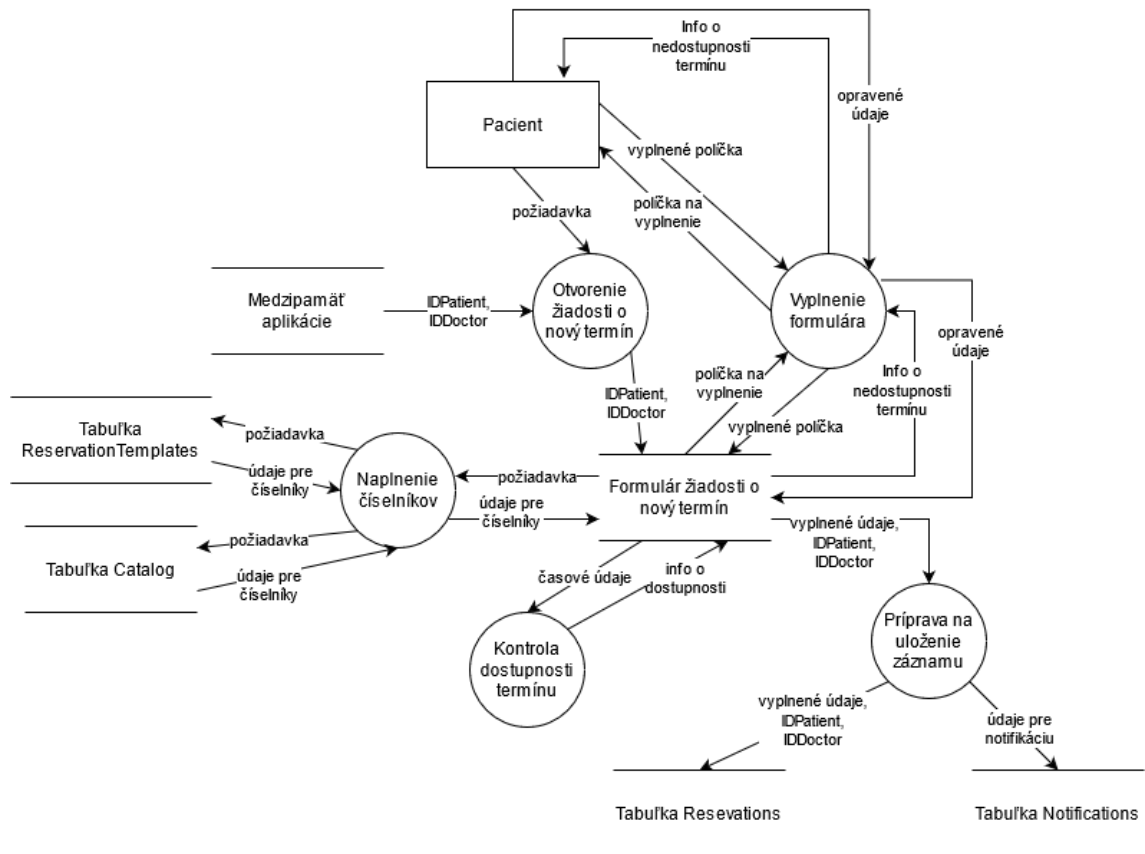 Info o
nedostupnosti
termínu
opravené
údaje
Pacient
vyplnené políčka
políčka na
vyplnenie
požiadavka
Medzipamäť
aplikácie
IDPatient,
IDDoctor
Otvorenie
žiadosti o
nový termín
Vyplnenie
formulára
opravené
údaje
políčka na
vyplnenie
Info o
nedostupnosti
termínu
IDPatient,
IDDoctor
vyplnené políčka
Tabuľka
ReservationTemplates
požiadavka
údaje pre
číselníky
Naplnenie
číselníkov
požiadavka
údaje pre
číselníky
Formulár žiadosti o
nový termín
vyplnené údaje,
IDPatient,
IDDoctor
požiadavka
Tabuľka Catalog
údaje pre
číselníky
časové údaje
info o
dostupnosti
Kontrola
dostupnosti
termínu
Príprava na
uloženie
záznamu
vyplnené údaje,
IDPatient,
IDDoctor
údaje pre
notifikáciu
Tabuľka Resevations
Tabuľka Notifications